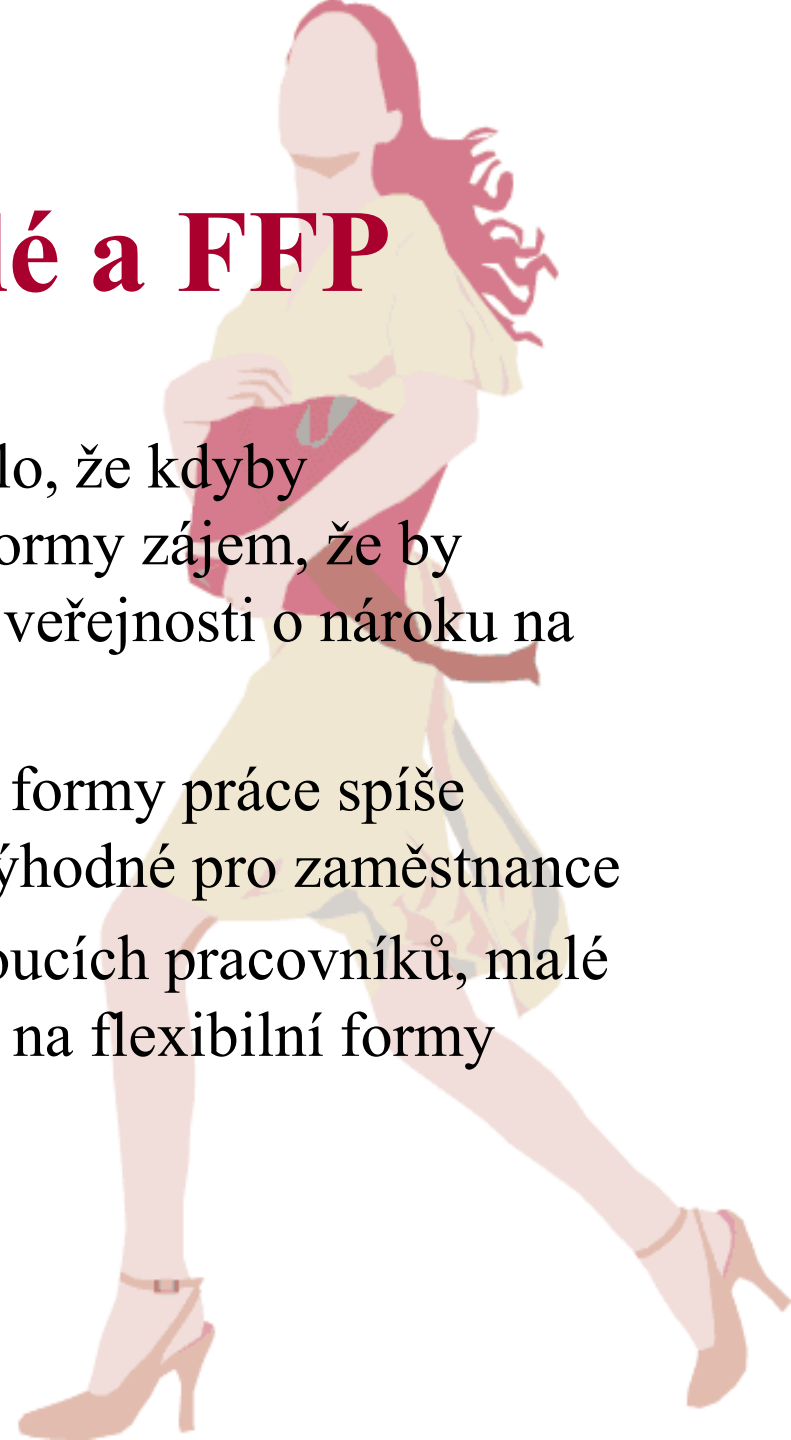 lé a FFP
lo, že kdyby
ormy zájem, že by
veřejnosti o nároku na
formy práce spíše
ýhodné pro zaměstnance
oucích pracovníků, malé
na flexibilní formy